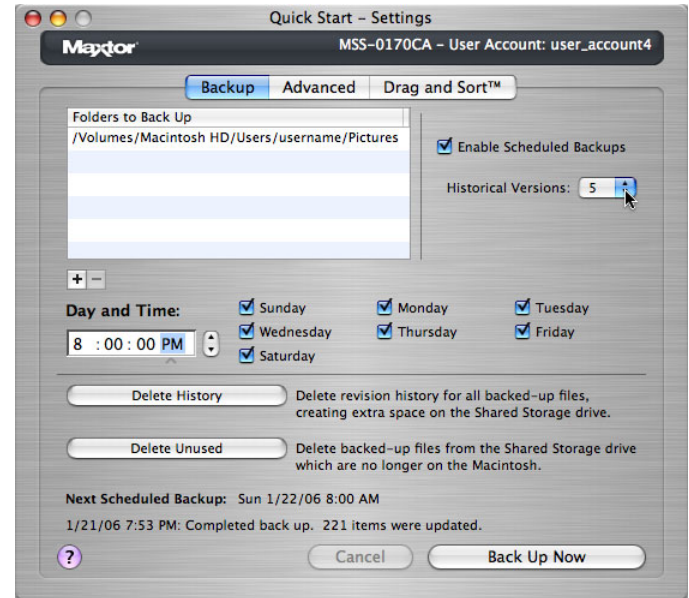 Quick Start – Settings
Maxtor
MSS-0170CA – User Account: user_account4
Backup Advanced Drag and Sort™
Folders to Back Up
/Volumes/Macintosh HD/Users/username/Pictures
Enable Scheduled Backups
Historical Versions: 5
+ −
Day and Time:
8 : 00 : 00 PM
Sunday Monday Tuesday
Wednesday Thursday Friday
Saturday
Delete History Delete revision history for all backed-up files,
creating extra space on the Shared Storage drive.
Delete Unused Delete backed-up files from the Shared Storage drive
which are no longer on the Macintosh.
Next Scheduled Backup: Sun 1/22/06 8:00 AM
1/21/06 7:53 PM: Completed back up. 221 items were updated.
? Cancel Back Up Now